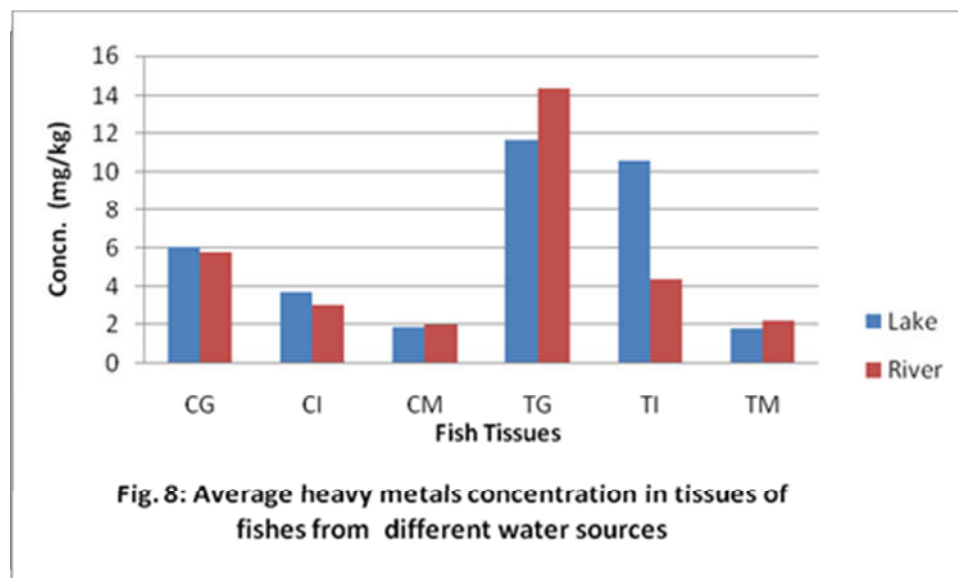 16
14
12
10
8
6
4
2
0
Concn. (mg/kg)
CG CI CM TG TI TM
Fish Tissues
Lake
River
Fig. 8: Average heavy metals concentration in tissues of
fishes from different water sources